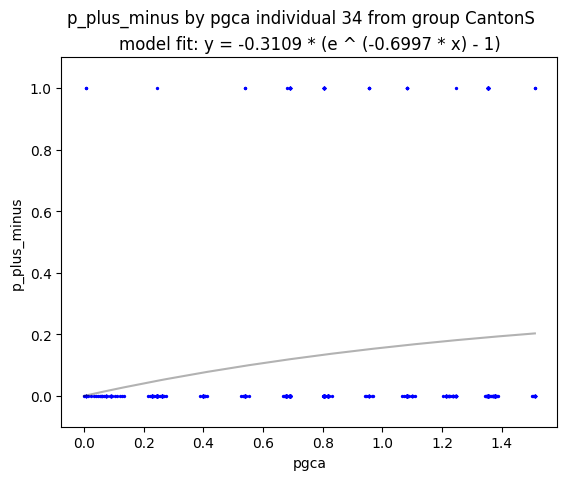 p_plus_minus by pgca individual 34 from group CantonS
model fit: y = -0.3109 * (e ^ (-0.6997 * x) - 1)
1.0
0.8
0.6
0.4
0.2
0.0
p_plus_minus
0.0 0.2 0.4 0.6 0.8 1.0 1.2 1.4
pgca